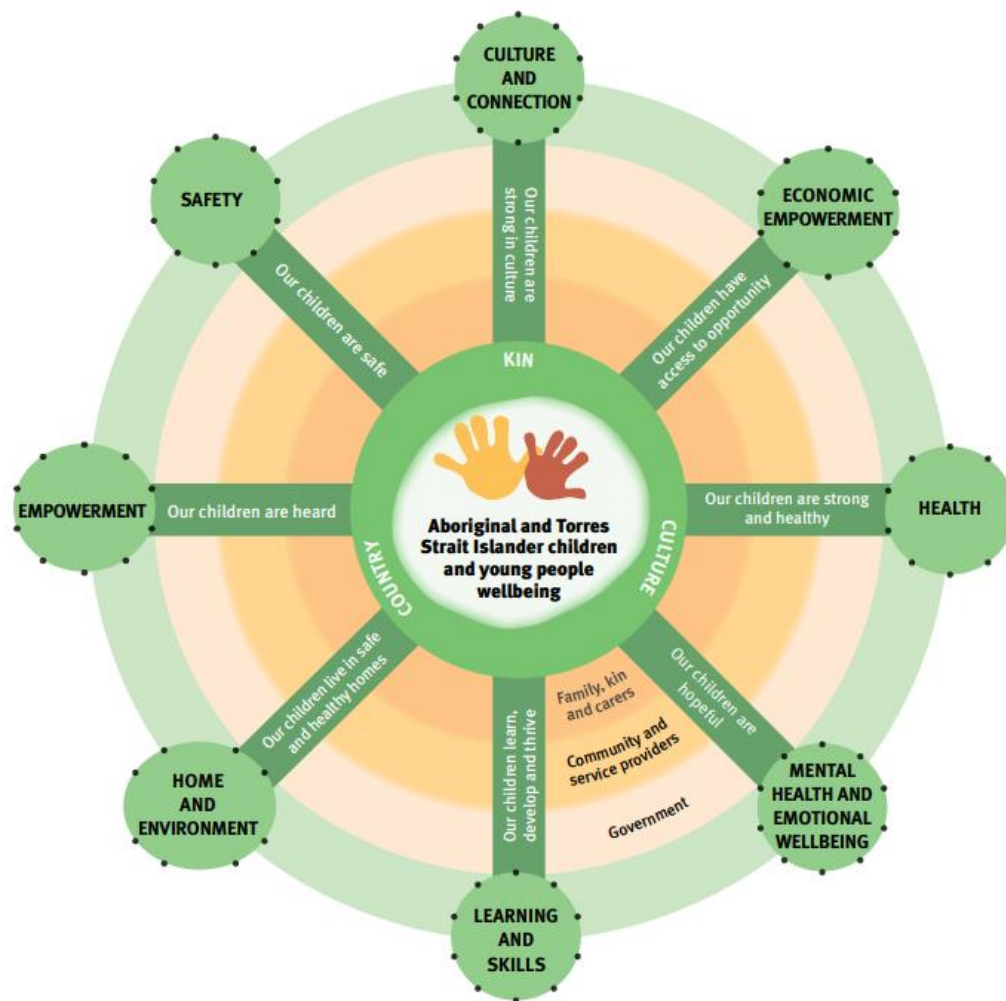 CULTURE
AND
CONNECTION
ECONOMIC
EMPOWERMENT
HEALTH
MENTAL
HEALTH AND
EMOTIONAL
WELLBEING
LEARNING
AND
SKILLS
HOME
AND
ENVIRONMENT
EMPOWERMENT
SAFETY
Our children are
strong in culture
Our children have
access to opportunity
Our children are strong
and healthy
Our children are
hopeful
Our children learn,
develop and thrive
Our children live in safe
and healthy homes
Our children are heard
Our children are safe
KIN
CULTURE
COUNTRY
Aboriginal and Torres
Strait Islander children
and young people
wellbeing
Family, kin
and carers
Community and
service providers
Government